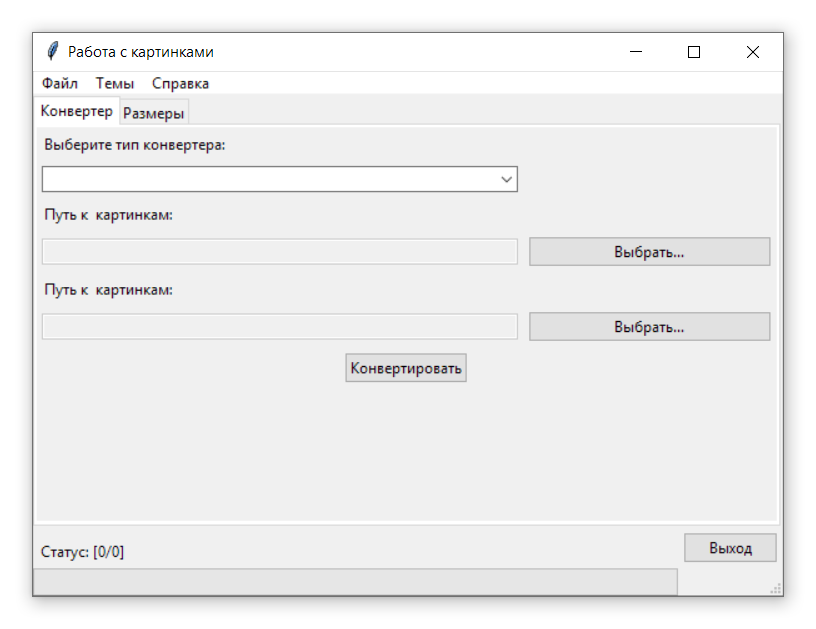 Работа с картинками
Файл Темы Справка
Конвертер Размеры
Выберите тип конвертера:
Путь к  картинкам:
Выбрать...
Путь к  картинкам:
Выбрать...
Конвертировать
Статус: [0/0]
Выход